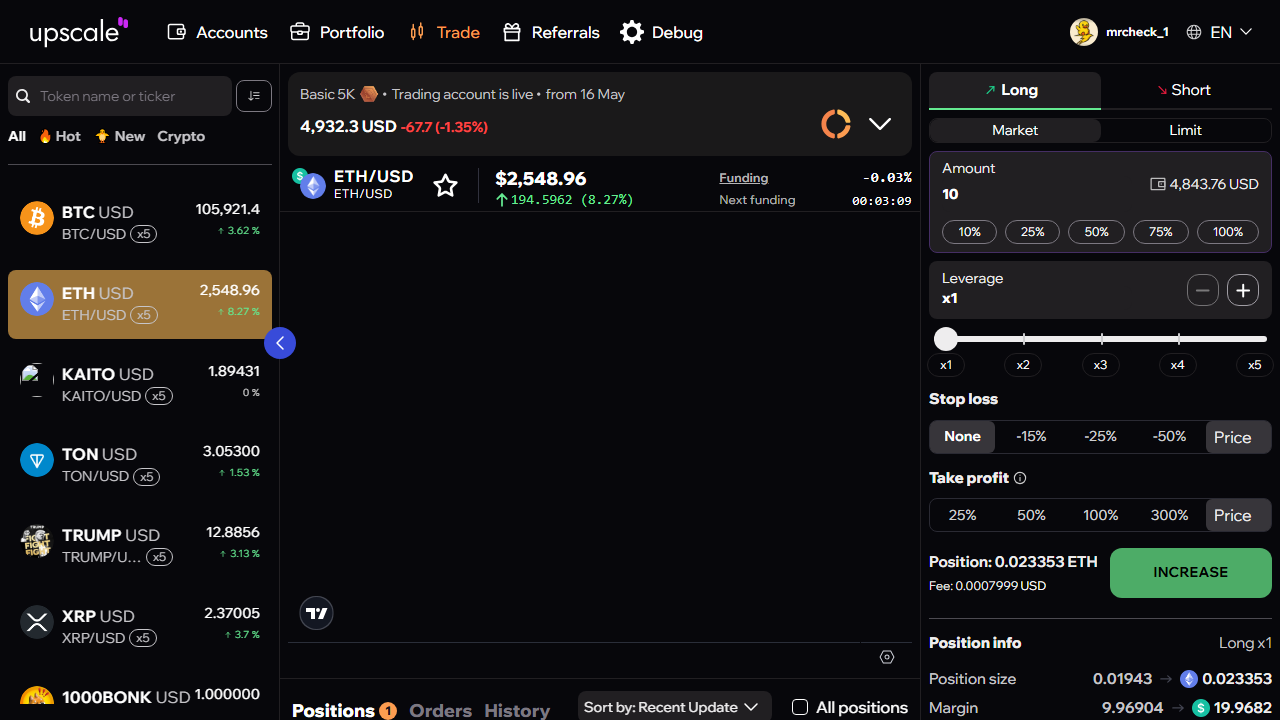 upscale
Accounts
Portfolio
Trade
Referrals
Debug
mrcheck_1
EN
Token name or ticker
All
Hot
New
Crypto
BTC USD
105,921.4
BTC/USD x5
↑ 3.62 %
ETH USD
2,548.96
ETH/USD x5
↑ 8.27 %
KAITO USD
1.89431
KAITO/USD x5
0 %
TON USD
3.05300
TON/USD x5
↑ 1.53 %
TRUMP USD
12.8856
TRUMP/U... x5
↑ 3.13 %
XRP USD
2.37005
XRP/USD x5
↑ 3.7 %
1000BONK USD
1.000000
Basic 5K • Trading account is live • from 16 May
4,932.3 USD -67.7 (-1.35%)
ETH/USD
ETH/USD
$2,548.96
↑194.5962 (8.27%)
Funding
-0.03%
Next funding
00:03:09
Positions 1
Orders
History
Sort by: Recent Update
All positions
Long
Short
Market
Limit
Amount
10
4,843.76 USD
10%
25%
50%
75%
100%
Leverage
x1
x1
x2
x3
x4
x5
Stop loss
None
-15%
-25%
-50%
Price
Take profit
25%
50%
100%
300%
Price
Position: 0.023353 ETH
Fee: 0.0007999 USD
INCREASE
Position info
Long x1
Position size
0.01943 → 0.023353
Margin
9.96904 → 19.9682